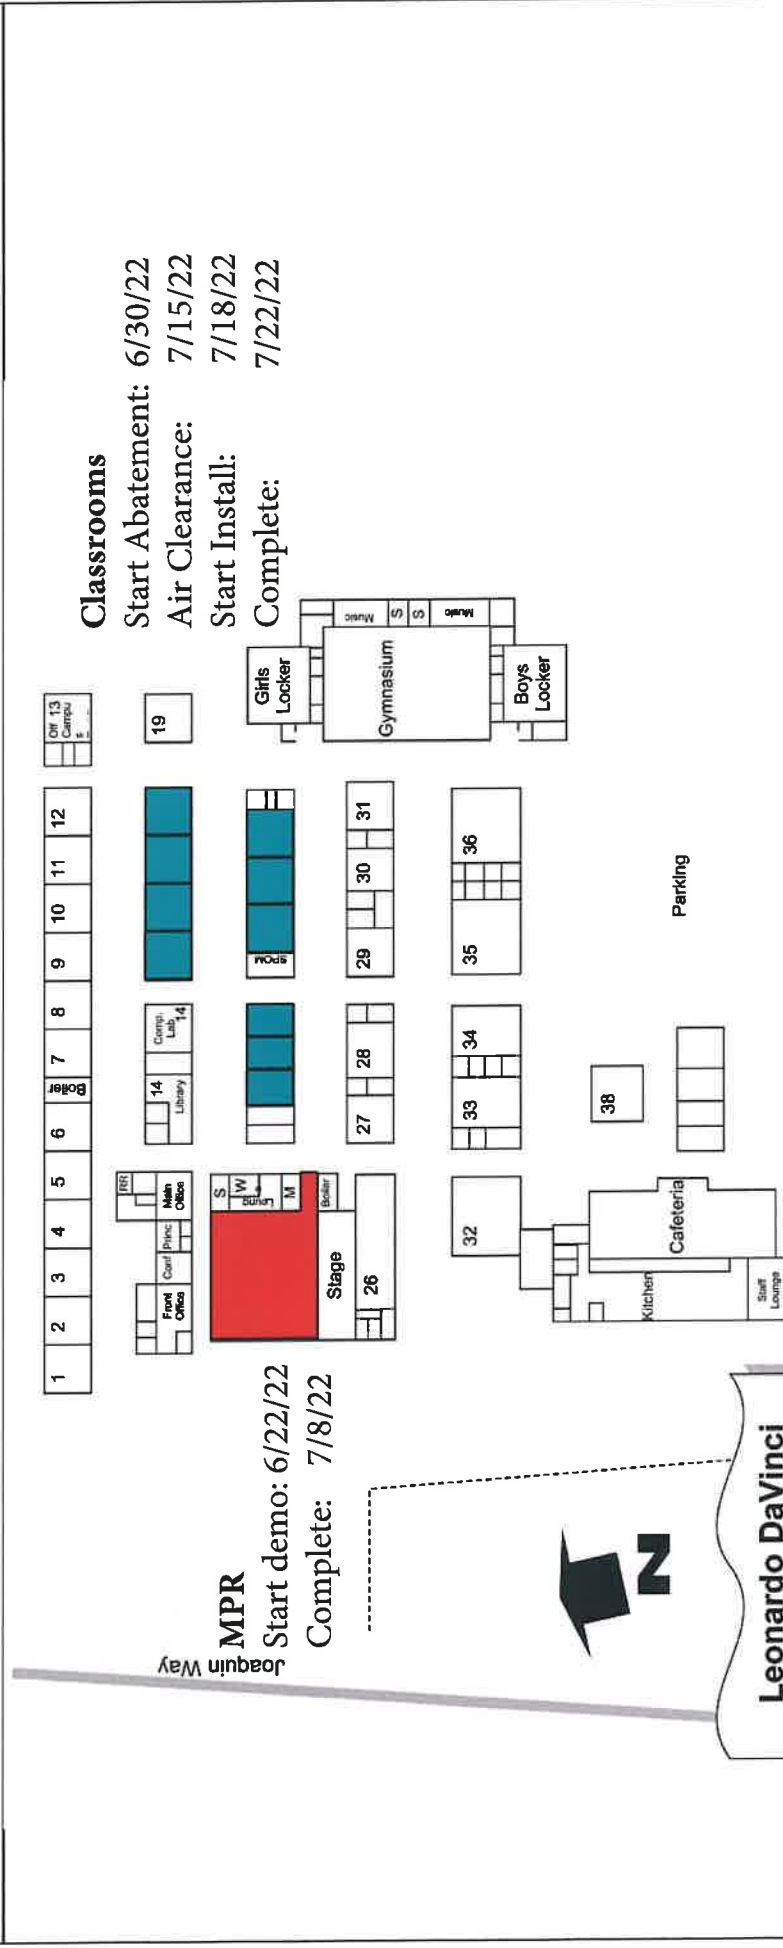 Classrooms
Start Abatement: 6/30/22
Air Clearance: 7/15/22
Start Install: 7/18/22
Complete: 7/22/22
1
2
3
4
5
6
Boiler
7
8
9
10
11
12
Off 13
Campu
RR
Main
Office
Princ
Conf
Front
Office
14
Library
Comp.
Lab 14
19
S
W
M
Boiler
Stage
26
27
28
29
30
31
Girls
Locker
Gymnasium
Boys
Locker
Music
S
S
Music
32
33
34
35
36
38
Parking
Cafeteria
Kitchen
Staff
Lounge
MPR
Start demo: 6/22/22
Complete: 7/8/22
Joaquin Way
N
Leonardo DaVinci